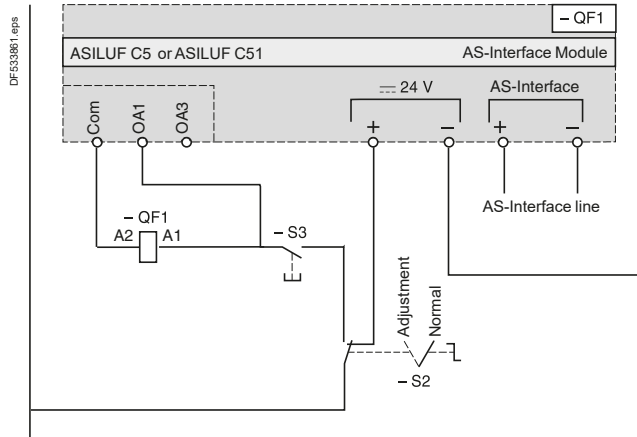 DF533861.eps
– QF1
ASILUF C5 or ASILUF C51 AS-Interface Module
24 V AS-Interface
Com OA1 OA3 + – + –
AS-Interface line
– QF1
A2 A1
– S3
Adjustment Normal
– S2